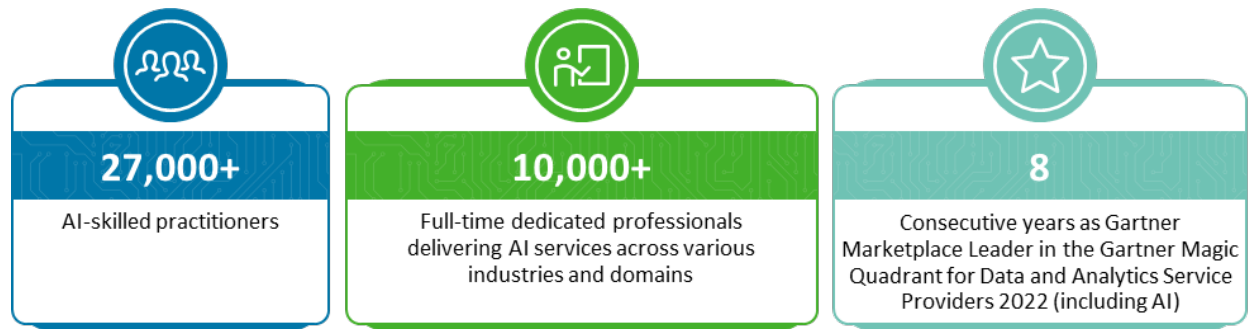 27,000+
AI-skilled practitioners
10,000+
Full-time dedicated professionals
delivering AI services across various
industries and domains
8
Consecutive years as Gartner
Marketplace Leader in the Gartner Magic
Quadrant for Data and Analytics Service
Providers 2022 (including AI)